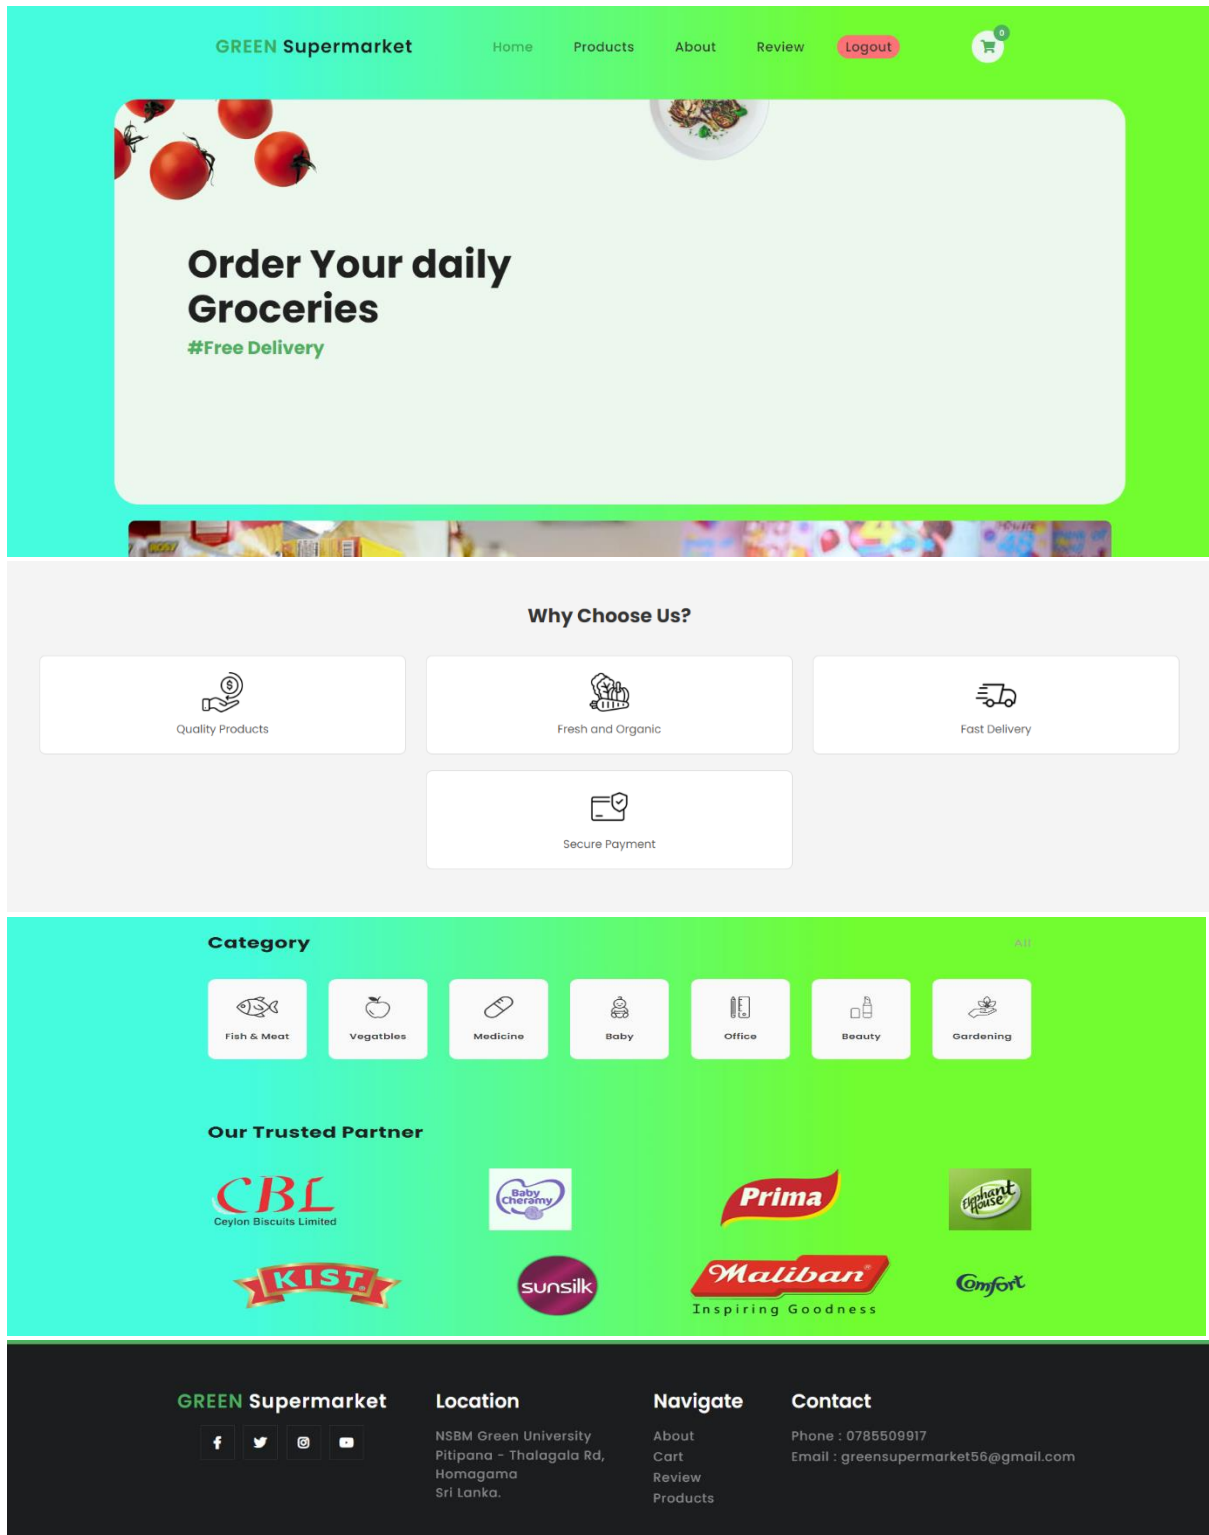 GREEN Supermarket
Home Products About Review Logout
0
Order Your daily
Groceries
#Free Delivery
Why Choose Us?
Quality Products
Fresh and Organic
Fast Delivery
Secure Payment
Category
All
Fish & Meat
Vegatbles
Medicine
Baby
Office
Beauty
Gardening
Our Trusted Partner
CBL
Ceylon Biscuits Limited
Baby
Cheramy
Prima
Elephant
House
KIST.
sunsilk
Maliban®
Inspiring Goodness
Comfort
GREEN Supermarket
Location
NSBM Green University
Pitipana - Thalagala Rd,
Homagama
Sri Lanka.
Navigate
About
Cart
Review
Products
Contact
Phone : 0785509917
Email : greensupermarket56@gmail.com